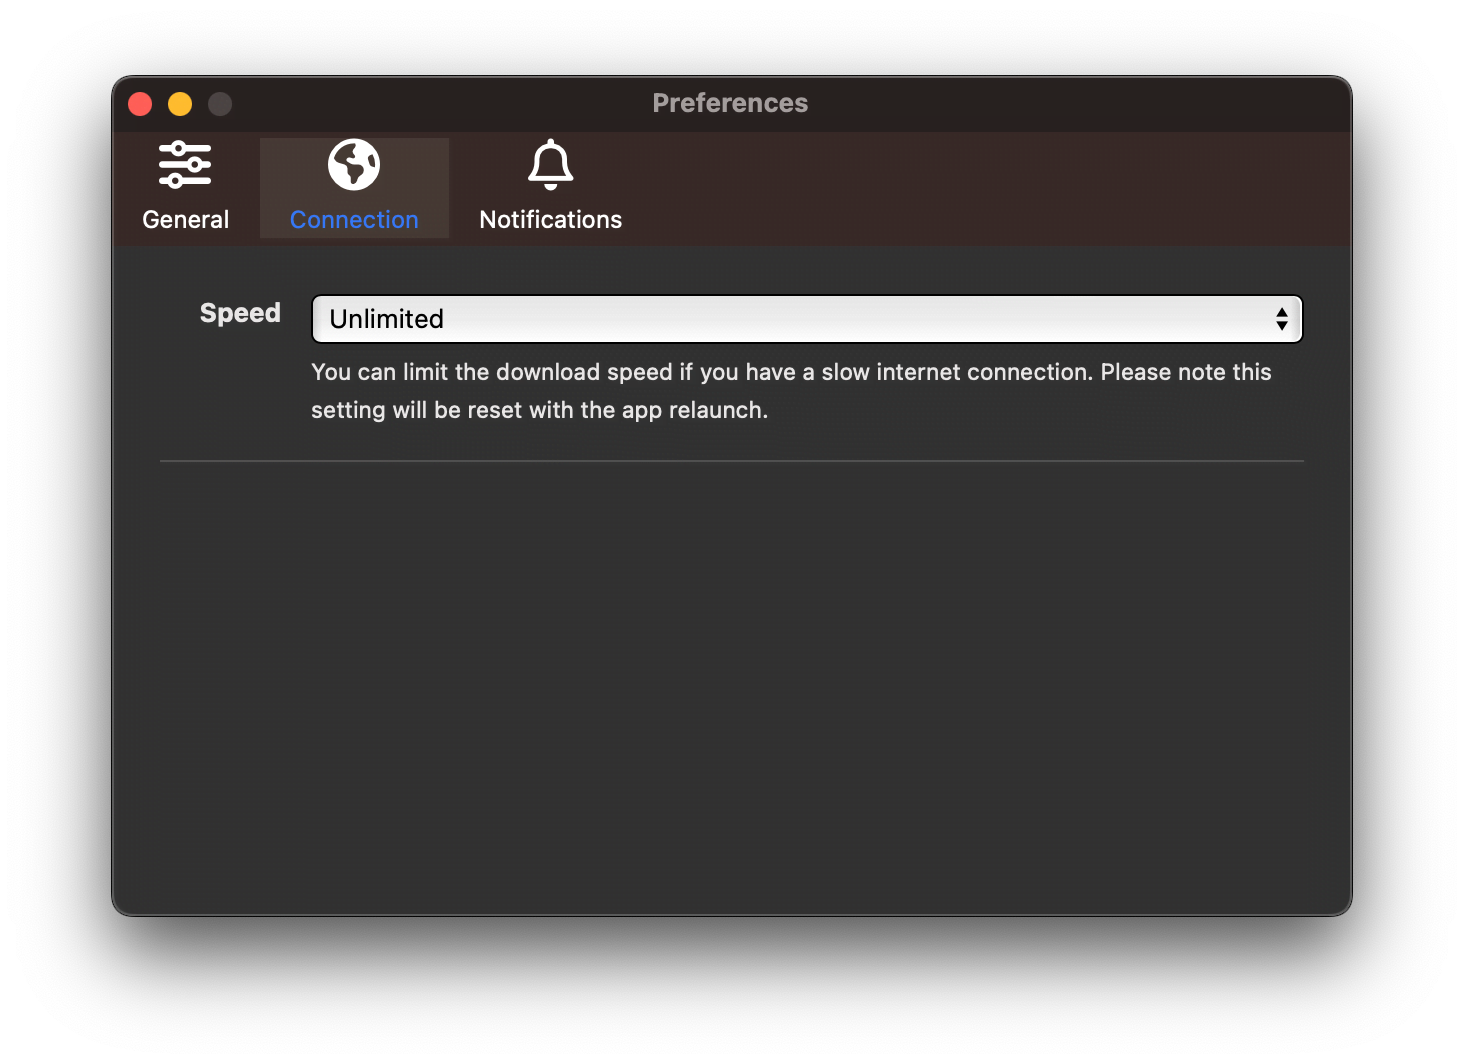 Preferences
General
Connection
Notifications
Speed
Unlimited
You can limit the download speed if you have a slow internet connection. Please note this
setting will be reset with the app relaunch.